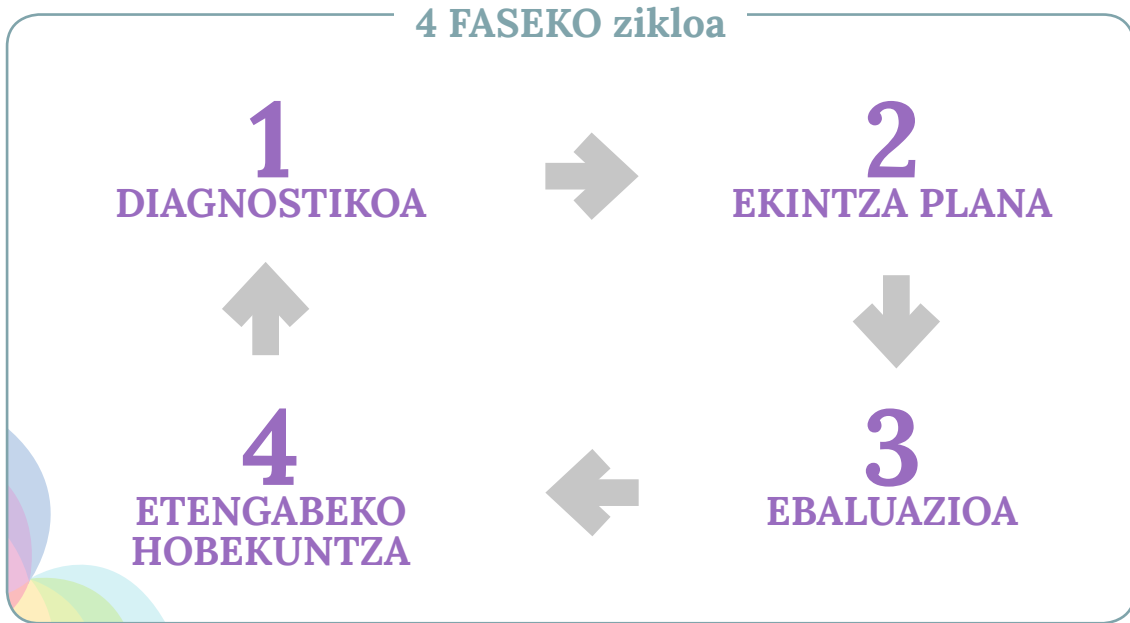 4 FASEKO zikloa
1
DIAGNOSTIKOA
2
EKINTZA PLANA
3
EBALUAZIOA
4
ETENGABEKO
HOBEKUNTZA